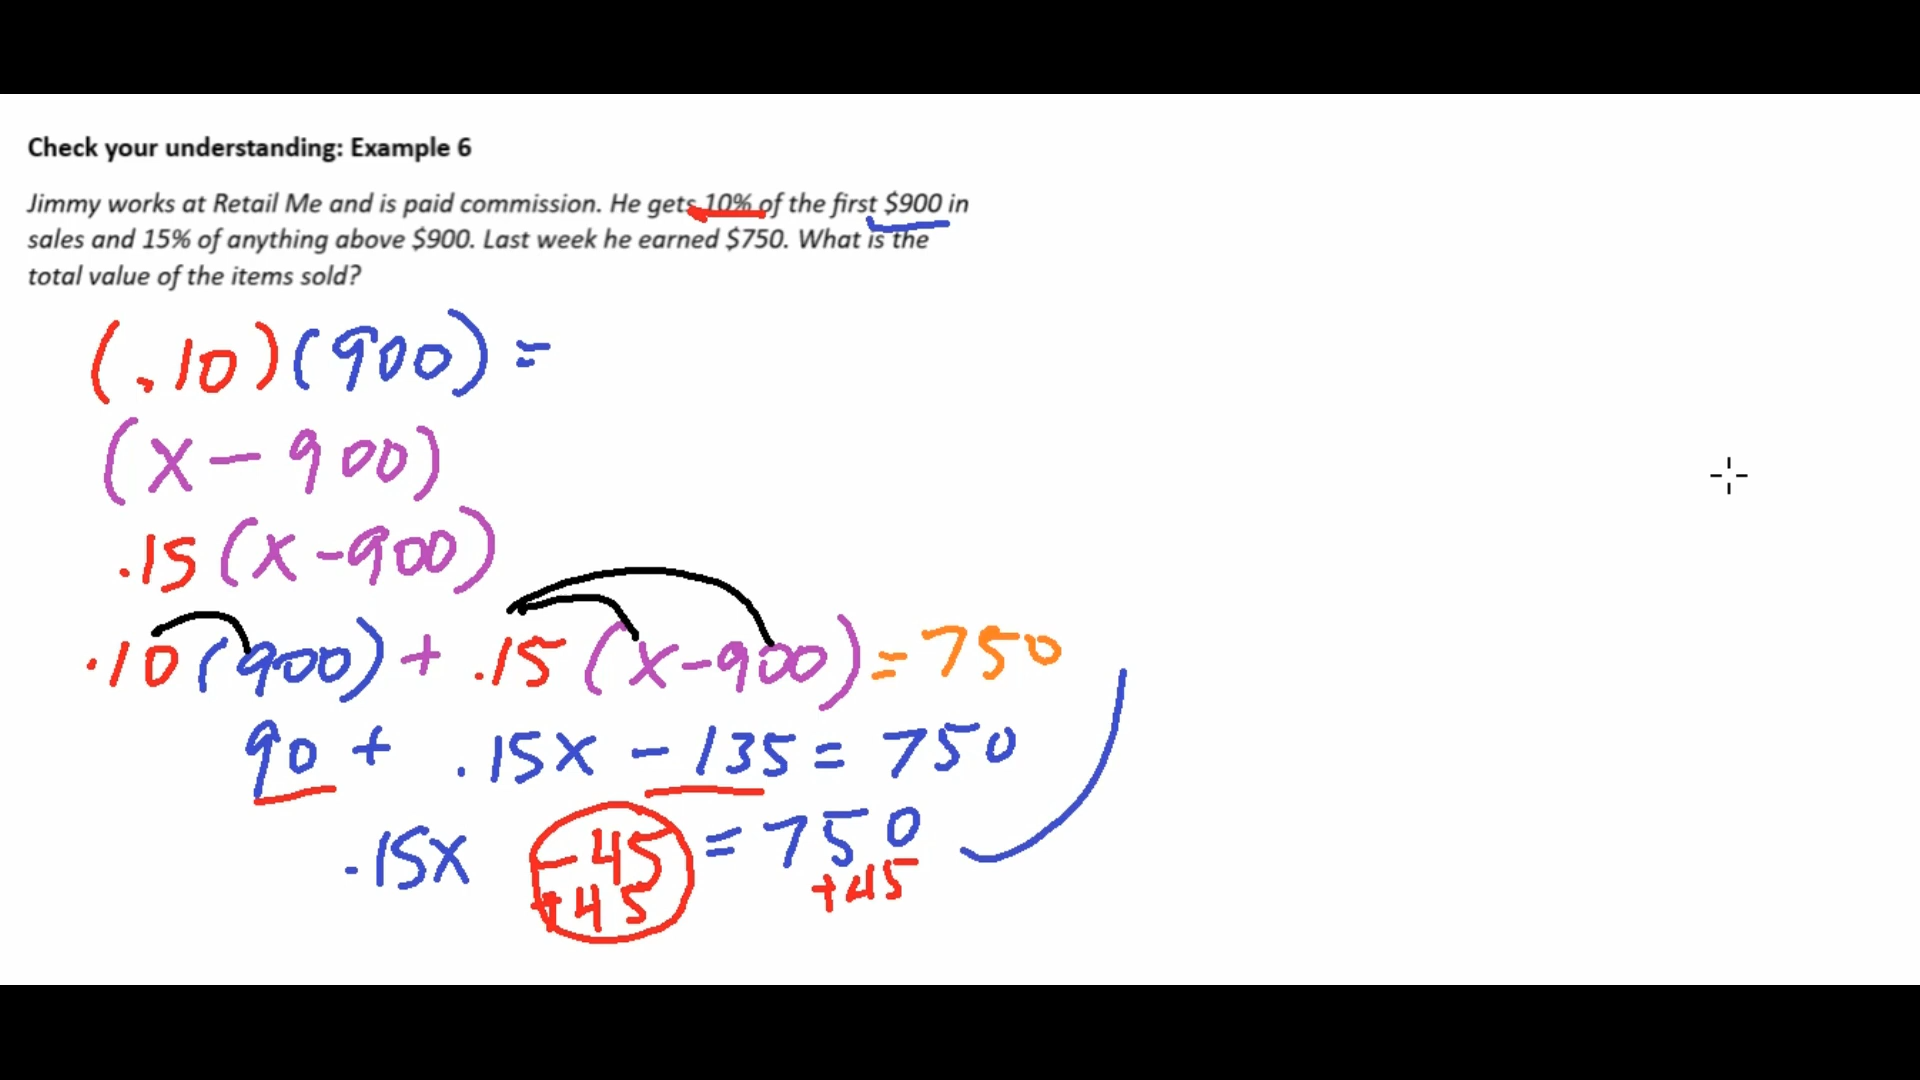 Check your understanding: Example 6
Jimmy works at Retail Me and is paid commission. He gets 10% of the first $900 in
sales and 15% of anything above $900. Last week he earned $750. What is the
total value of the items sold?
(.10)(900) =
(x - 900)
.15(x - 900)
.10(900) + .15(x - 900) = 750
90 + .15x - 135 = 750
.15x - 45 = 750
+45 +45